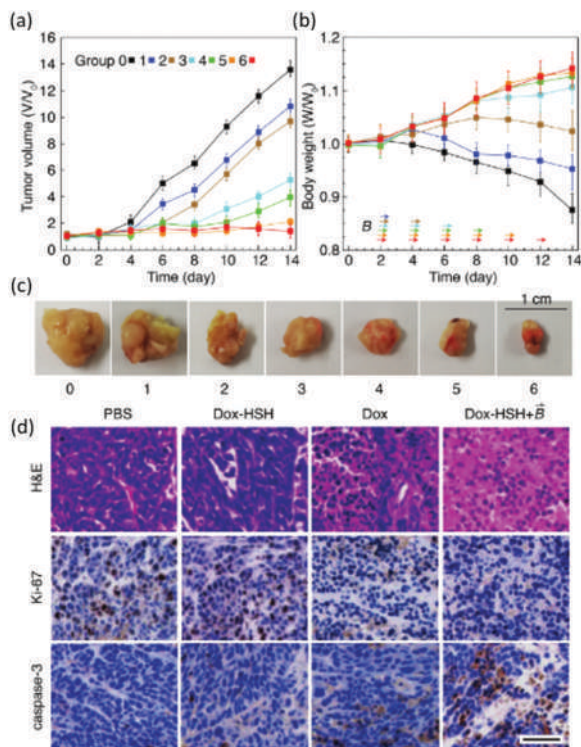 (a)
(b)
16
14
12
10
8
6
4
2
0
Tumor volume (V/V₀)
Group 0 1 2 3 4 5 6
0 2 4 6 8 10 12 14
Time (day)
1.2
1.1
1.0
0.9
0.8
Body weight (W/W₀)
B
0 2 4 6 8 10 12 14
Time (day)
(c)
1 cm
0 1 2 3 4 5 6
(d)
PBS Dox-HSH Dox Dox-HSH+B⃗
H&E
Ki-67
caspase-3